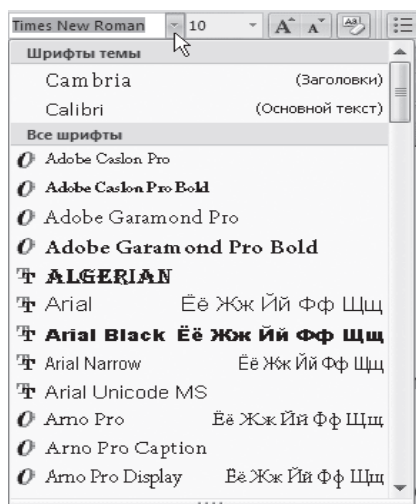 Times New Roman 10
Шрифты темы
Cambria (Заголовки)
Calibri (Основной текст)
Все шрифты
Adobe Caslon Pro
Adobe Caslon Pro Bold
Adobe Garamond Pro
Adobe Garamond Pro Bold
ALGERIAN
Arial Ёё Жж Йй Фф Щщ
Arial Black Ёё Жж Йй Фф Щщ
Arial Narrow Ёё Жж Йй Фф Щщ
Arial Unicode MS
Arno Pro Ёё Жж Йй Фф Щщ
Arno Pro Caption
Arno Pro Display Ёё Жж Йй Фф Щщ